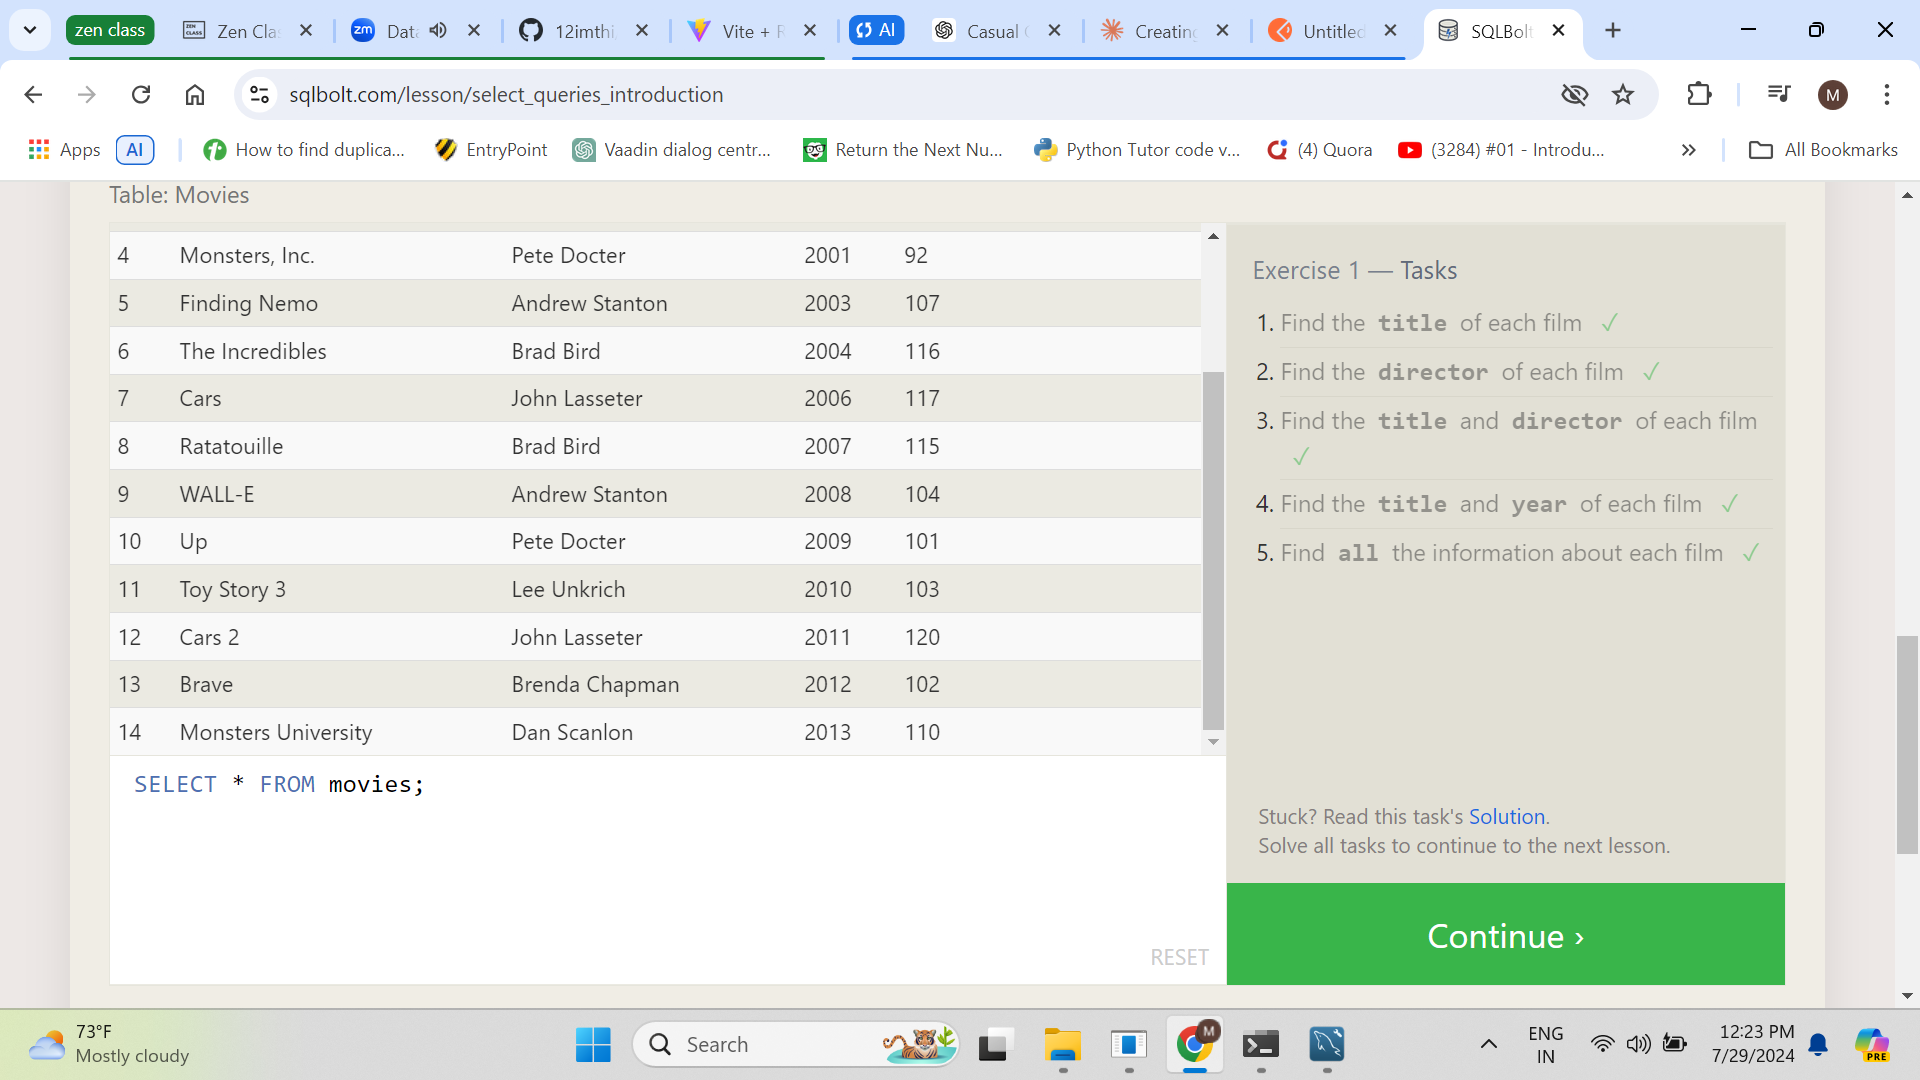 zen class
Zen Cla
Data
12imthi
Vite + R
AI
Casual
Creating
Untitled
SQLBolt
sqlbolt.com/lesson/select_queries_introduction
M
Apps
AI
How to find duplica...
EntryPoint
Vaadin dialog centr...
Return the Next Nu...
Python Tutor code v...
(4) Quora
(3284) #01 - Introdu...
»
All Bookmarks
Table: Movies
4 Monsters, Inc. Pete Docter 2001 92
5 Finding Nemo Andrew Stanton 2003 107
6 The Incredibles Brad Bird 2004 116
7 Cars John Lasseter 2006 117
8 Ratatouille Brad Bird 2007 115
9 WALL-E Andrew Stanton 2008 104
10 Up Pete Docter 2009 101
11 Toy Story 3 Lee Unkrich 2010 103
12 Cars 2 John Lasseter 2011 120
13 Brave Brenda Chapman 2012 102
14 Monsters University Dan Scanlon 2013 110
SELECT * FROM movies;
RESET
Exercise 1 — Tasks
1. Find the title of each film ✓
2. Find the director of each film ✓
3. Find the title and director of each film
✓
4. Find the title and year of each film ✓
5. Find all the information about each film ✓
Stuck? Read this task's Solution.
Solve all tasks to continue to the next lesson.
Continue ›
73°F
Mostly cloudy
Search
M
ENG
IN
12:23 PM
7/29/2024
PRE